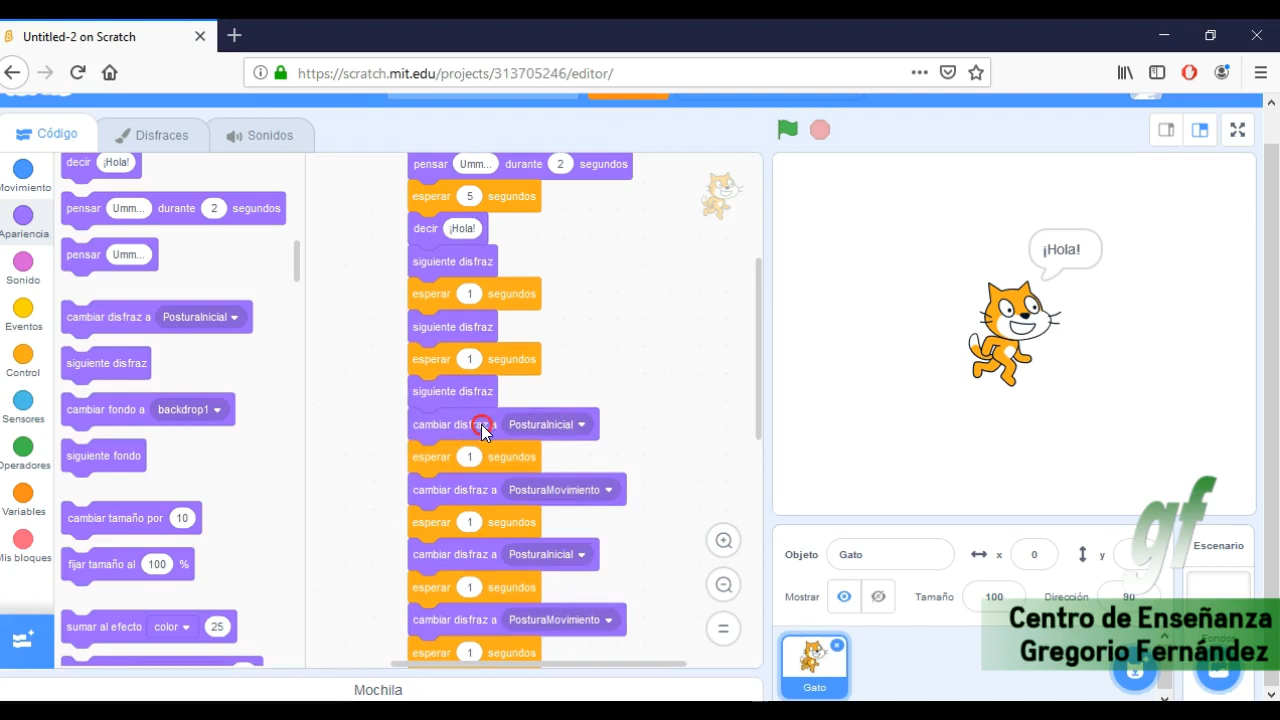 Untitled-2 on Scratch
https://scratch.mit.edu/projects/313705246/editor/
Código
Disfraces
Sonidos
Movimiento
Apariencia
Sonido
Eventos
Control
Sensores
Operadores
Variables
Mis bloques
decir ¡Hola!
pensar Umm... durante 2 segundos
pensar Umm...
cambiar disfraz a PosturaInicial
siguiente disfraz
cambiar fondo a backdrop1
siguiente fondo
cambiar tamaño por 10
fijar tamaño al 100 %
sumar al efecto color 25
pensar Umm... durante 2 segundos
esperar 5 segundos
decir ¡Hola!
siguiente disfraz
esperar 1 segundos
siguiente disfraz
esperar 1 segundos
siguiente disfraz
cambiar disfraz a PosturaInicial
esperar 1 segundos
cambiar disfraz a PosturaMovimiento
esperar 1 segundos
cambiar disfraz a PosturaInicial
esperar 1 segundos
cambiar disfraz a PosturaMovimiento
esperar 1 segundos
Mochila
¡Hola!
Objeto Gato x 0 y
Mostrar Tamaño 100 Dirección 90
Gato
Escenario
gf
Centro de Enseñanza
Gregorio Fernández